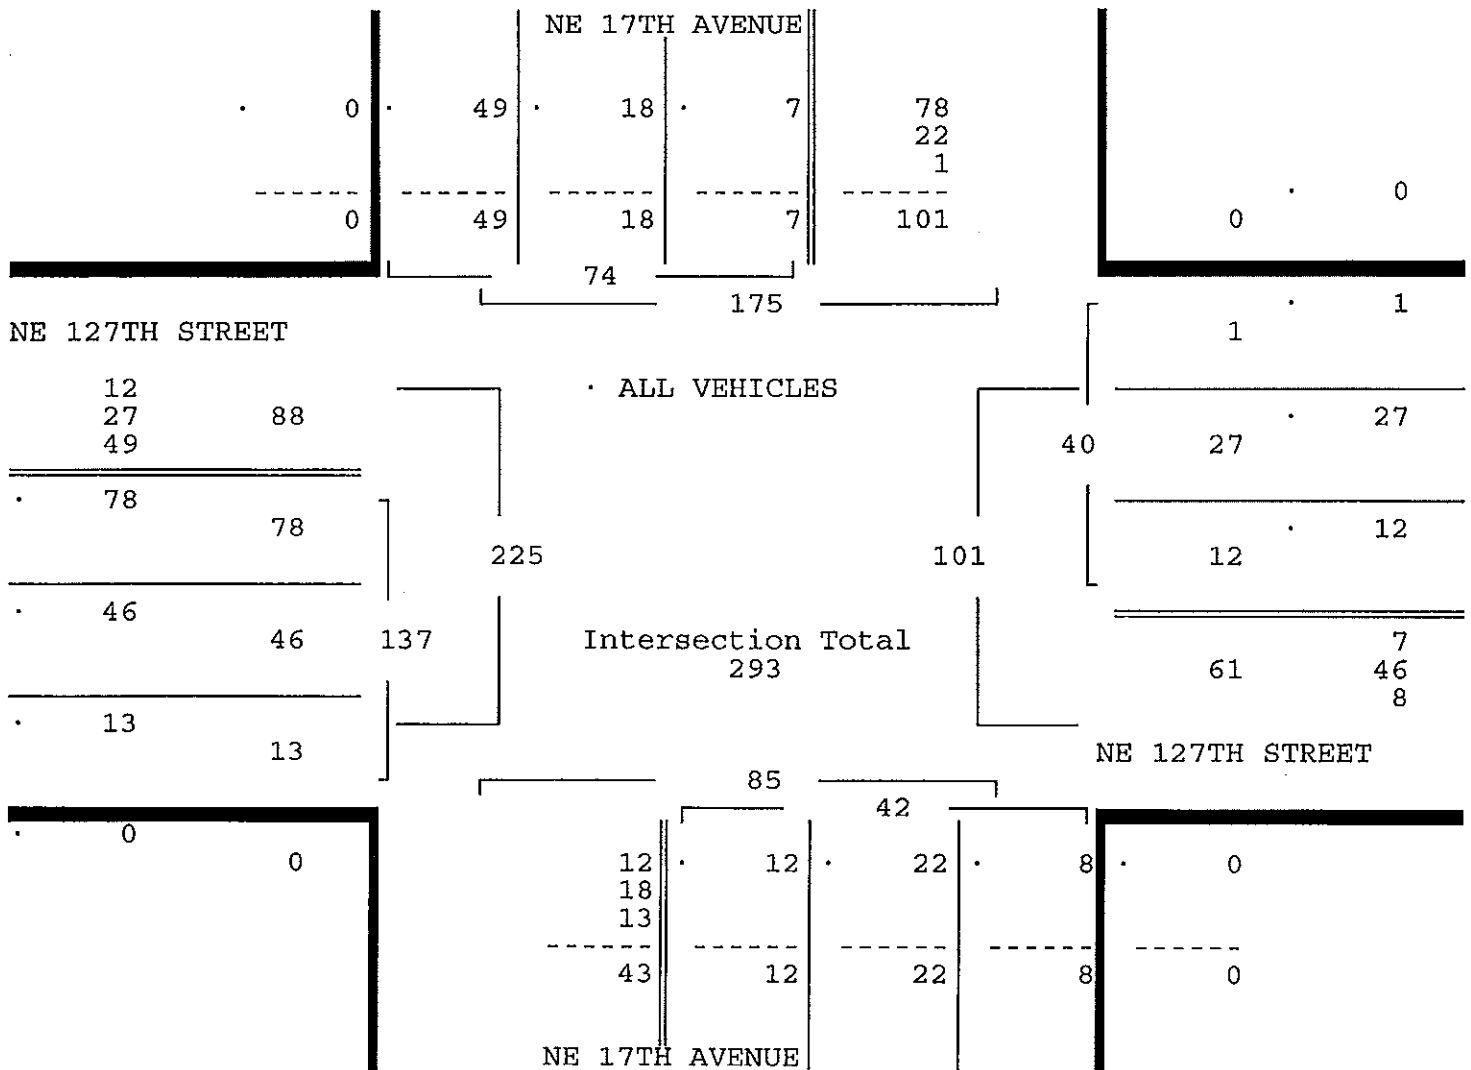 NE 17TH AVENUE
· 0 · 49 · 18 · 7 78
22
1
------ ------ ------ ------ ------
· 0
0 49 18 7 101 0
74
175
· 1
NE 127TH STREET 1
12 · ALL VEHICLES
27 88 · 27
49 40 27
· 78
78 · 12
225 101 12
· 46
46 137 Intersection Total 7
293 61 46
8
· 13
13 NE 127TH STREET
85
42
· 0
0 12 · 12 · 22 · 8 · 0
18
13
------ ------ ------ ------ ------
43 12 22 8 0
NE 17TH AVENUE